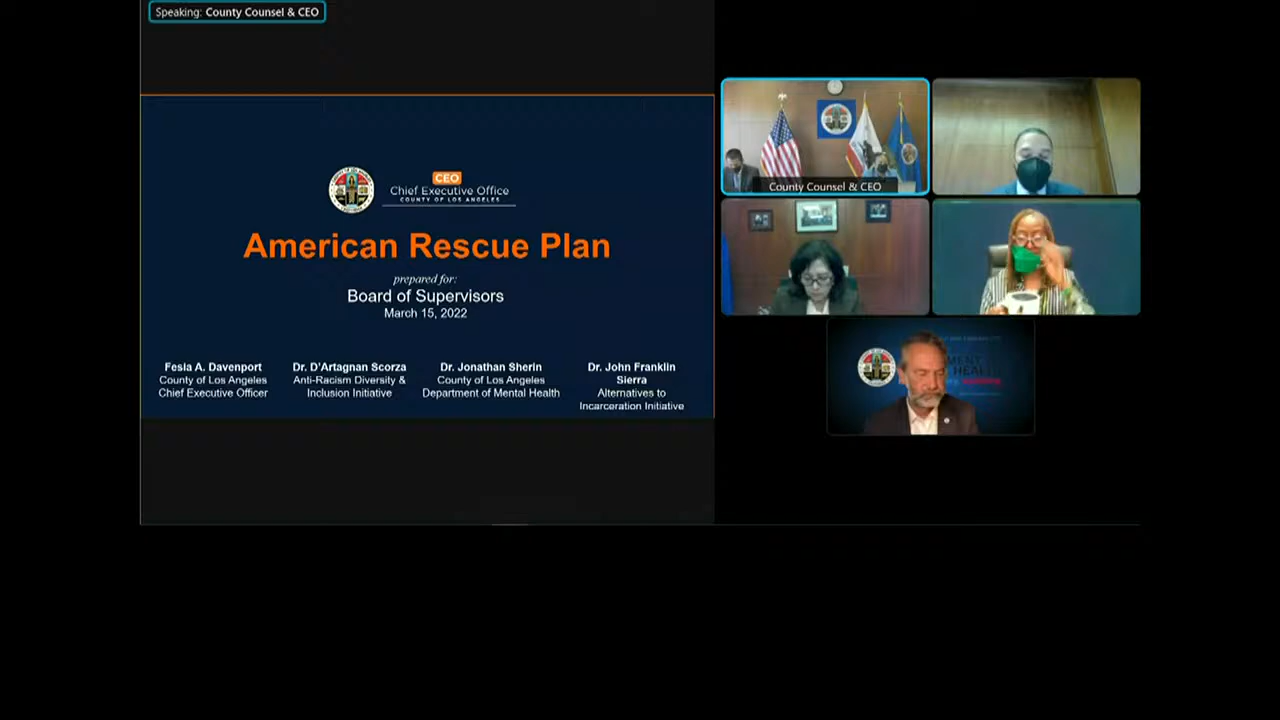 Speaking: County Counsel & CEO
CEO
Chief Executive Office
COUNTY OF LOS ANGELES
American Rescue Plan
prepared for:
Board of Supervisors
March 15, 2022
Fesia A. Davenport
County of Los Angeles
Chief Executive Officer
Dr. D'Artagnan Scorza
Anti-Racism Diversity &
Inclusion Initiative
Dr. Jonathan Sherin
County of Los Angeles
Department of Mental Health
Dr. John Franklin
Sierra
Alternatives to
Incarceration Initiative
County Counsel & CEO